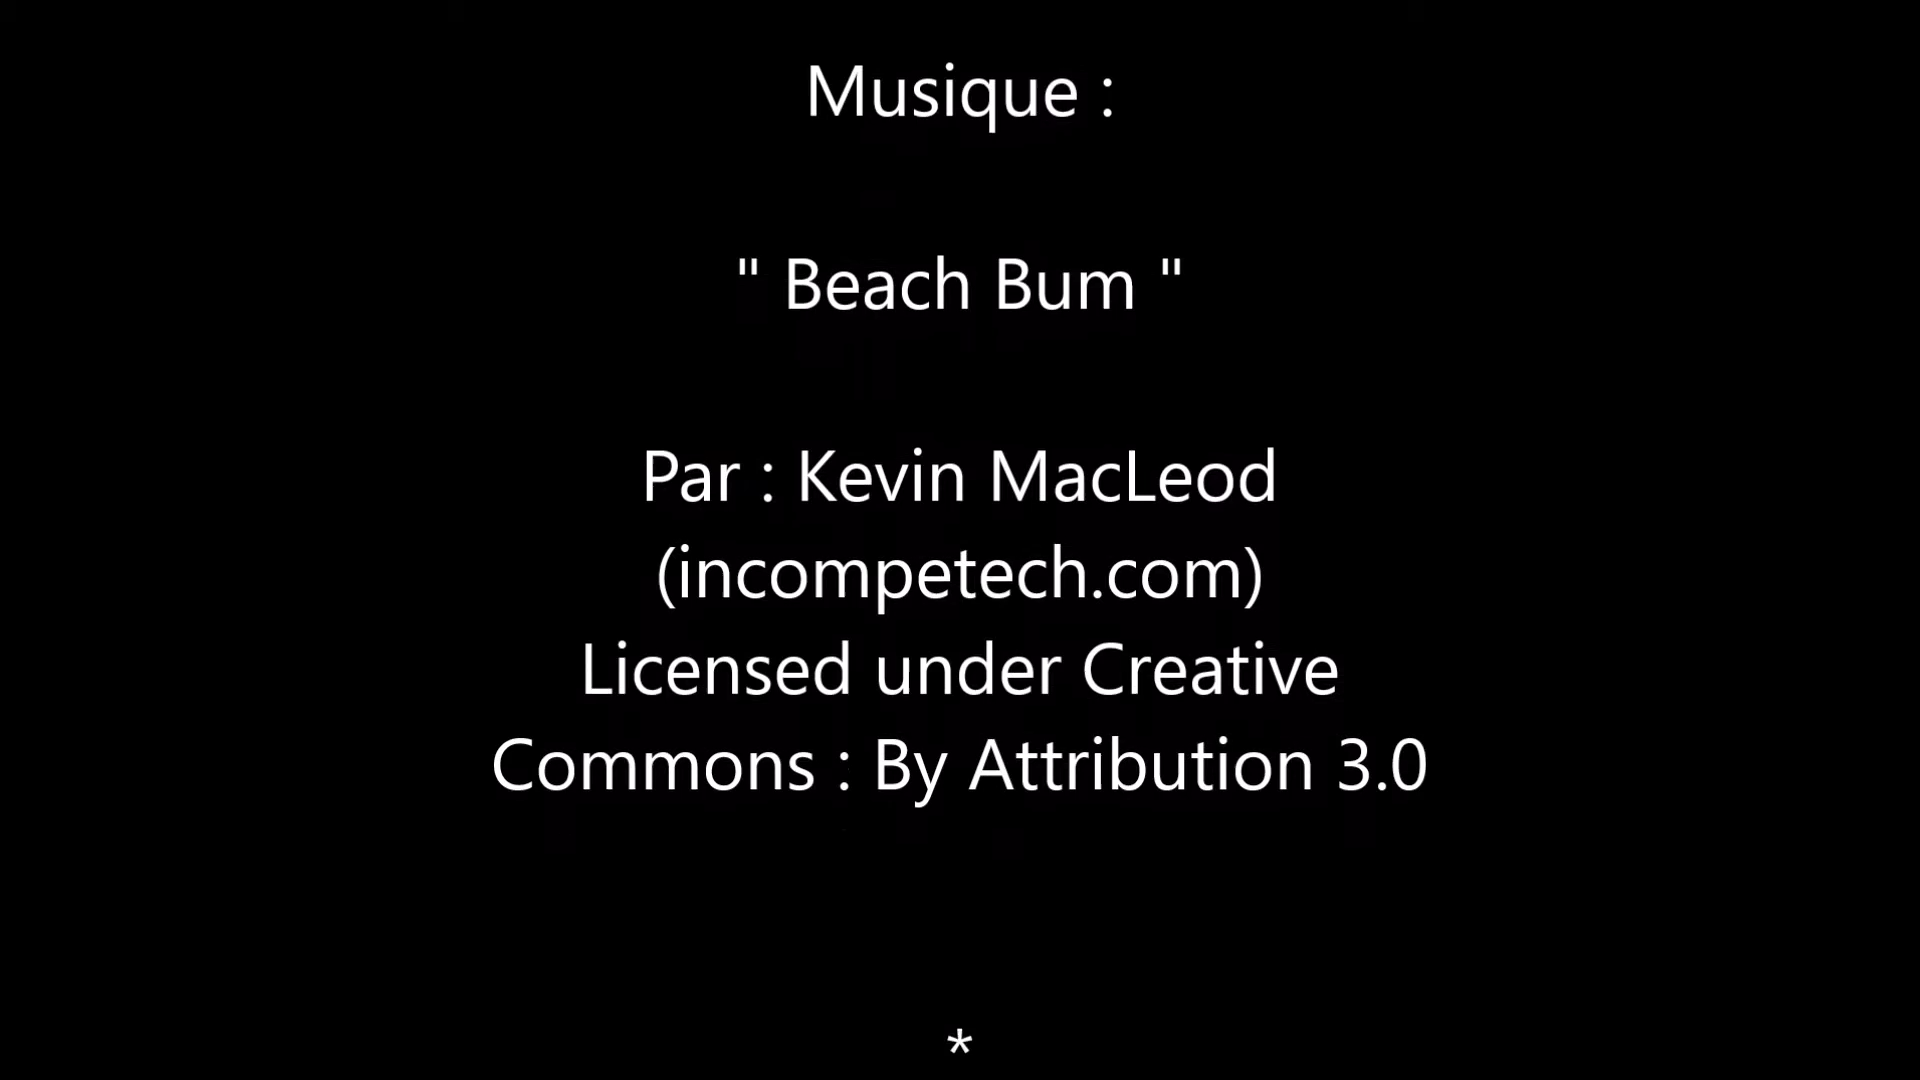 Musique :
" Beach Bum "
Par : Kevin MacLeod
(incompetech.com)
Licensed under Creative
Commons : By Attribution 3.0
*